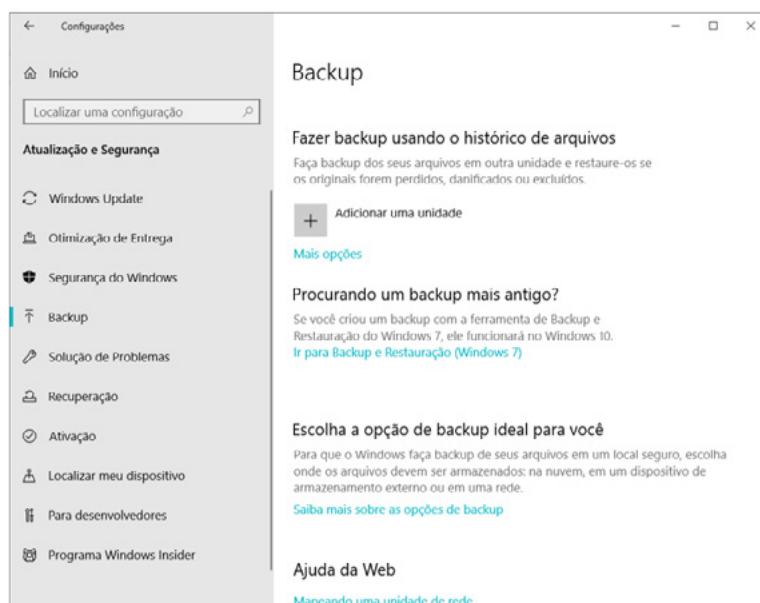 Configurações
Início
Localizar uma configuração
Atualização e Segurança
Windows Update
Otimização de Entrega
Segurança do Windows
Backup
Solução de Problemas
Recuperação
Ativação
Localizar meu dispositivo
Para desenvolvedores
Programa Windows Insider
Backup
Fazer backup usando o histórico de arquivos
Faça backup dos seus arquivos em outra unidade e restaure-os se
os originais forem perdidos, danificados ou excluídos.
Adicionar uma unidade
Mais opções
Procurando um backup mais antigo?
Se você criou um backup com a ferramenta de Backup e
Restauração do Windows 7, ele funcionará no Windows 10.
Ir para Backup e Restauração (Windows 7)
Escolha a opção de backup ideal para você
Para que o Windows faça backup de seus arquivos em um local seguro, escolha
onde os arquivos devem ser armazenados: na nuvem, em um dispositivo de
armazenamento externo ou em uma rede.
Saiba mais sobre as opções de backup
Ajuda da Web
Mapeando uma unidade de rede